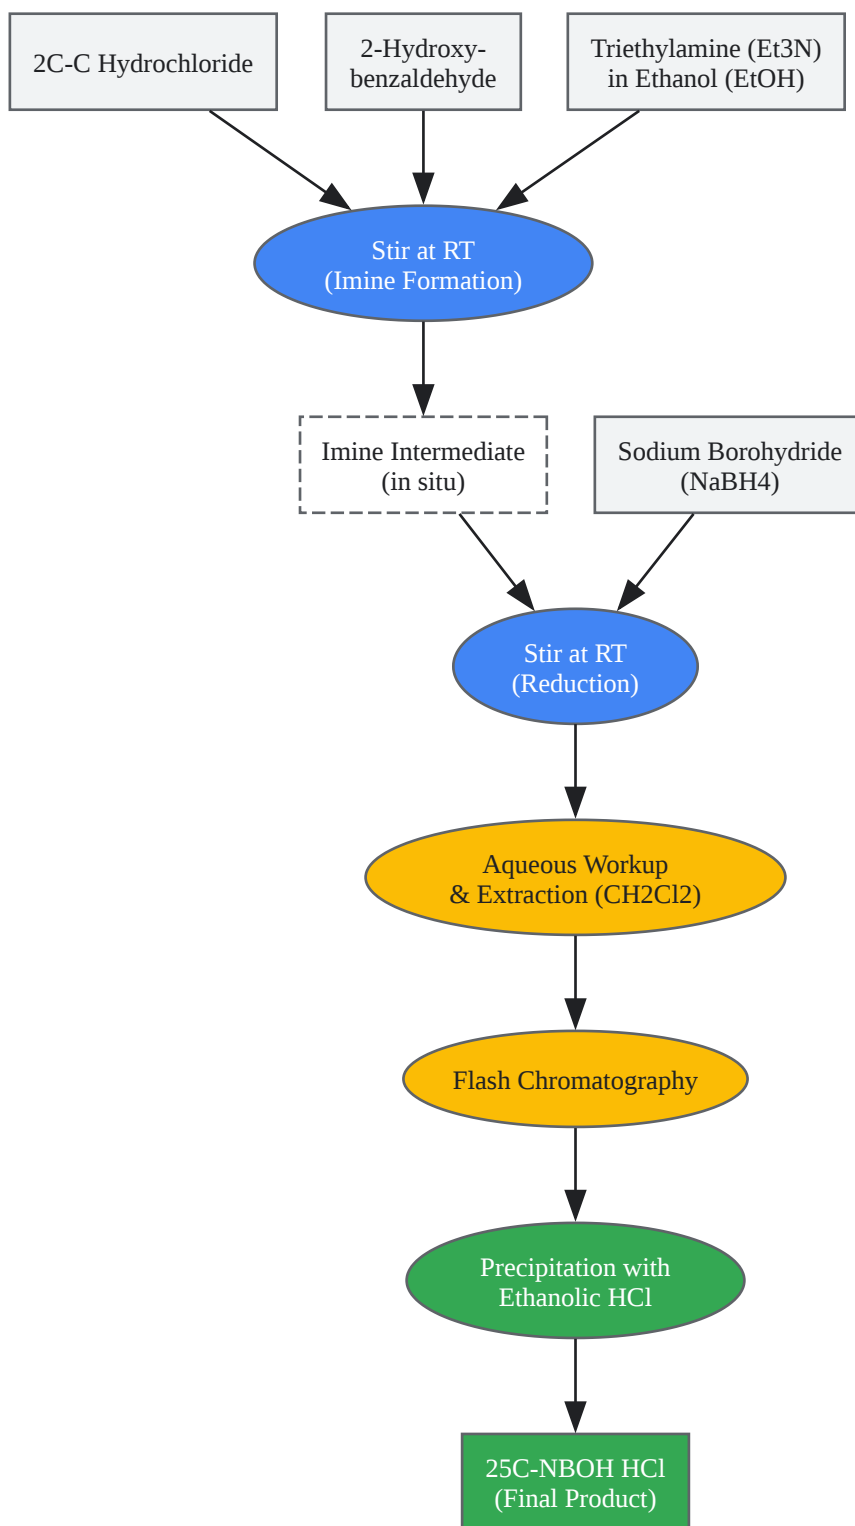 2C-C Hydrochloride
2-Hydroxy-
benzaldehyde
Triethylamine (Et3N)
in Ethanol (EtOH)
Stir at RT
(Imine Formation)
Imine Intermediate
(in situ)
Sodium Borohydride
(NaBH4)
Stir at RT
(Reduction)
Aqueous Workup
& Extraction (CH2Cl2)
Flash Chromatography
Precipitation with
Ethanolic HCl
25C-NBOH HCl
(Final Product)